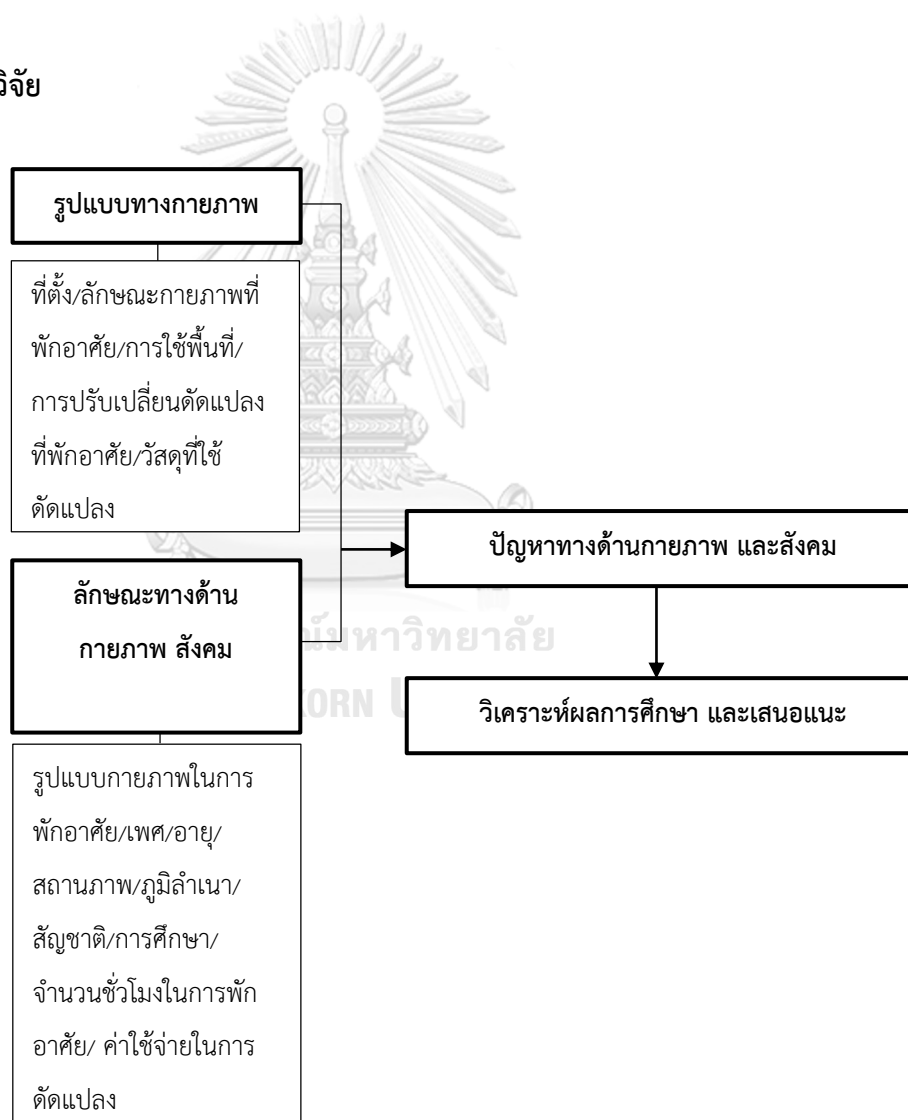 วิจัย
รูปแบบทางกายภาพ
ที่ตั้ง/ลักษณะกายภาพที่
พักอาศัย/การใช้พื้นที่/
การปรับเปลี่ยนดัดแปลง
ที่พักอาศัย/วัสดุที่ใช้
ดัดแปลง
ลักษณะทางด้าน
กายภาพ สังคม
รูปแบบกายภาพในการ
พักอาศัย/เพศ/อายุ/
สถานภาพ/ภูมิลำเนา/
สัญชาติ/การศึกษา/
จำนวนชั่วโมงในการพัก
อาศัย/ ค่าใช้จ่ายในการ
ดัดแปลง
ปัญหาทางด้านกายภาพ และสังคม
มหาวิทยาลัย
KORN U
วิเคราะห์ผลการศึกษา และเสนอแนะ